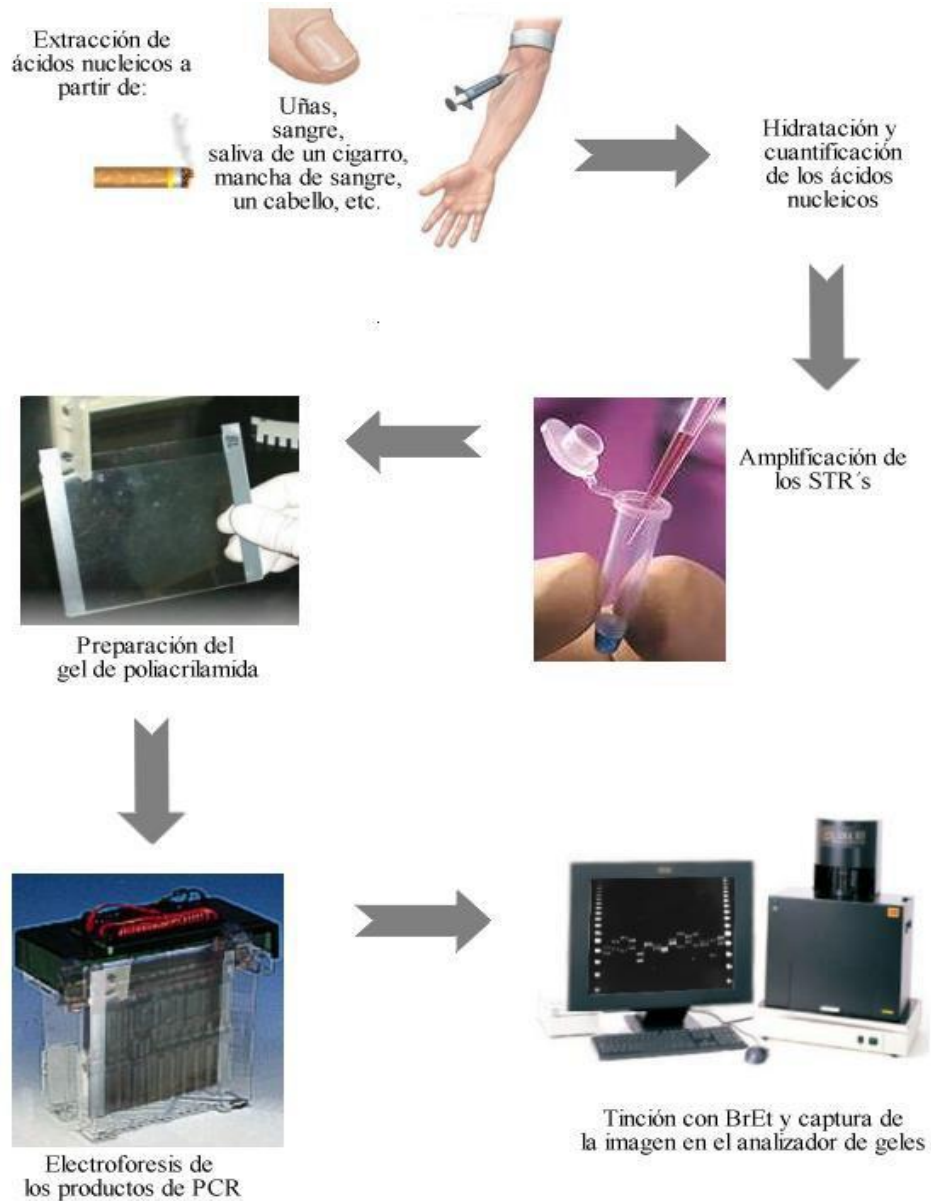 Extracción de
ácidos nucleicos a
partir de:
Uñas,
sangre,
saliva de un cigarro,
mancha de sangre,
un cabello, etc.
Hidratación y
cuantificación
de los ácidos
nucleicos
Amplificación de
los STR´s
Preparación del
gel de poliacrilamida
Electroforesis de
los productos de PCR
Tinción con BrEt y captura de
la imagen en el analizador de geles